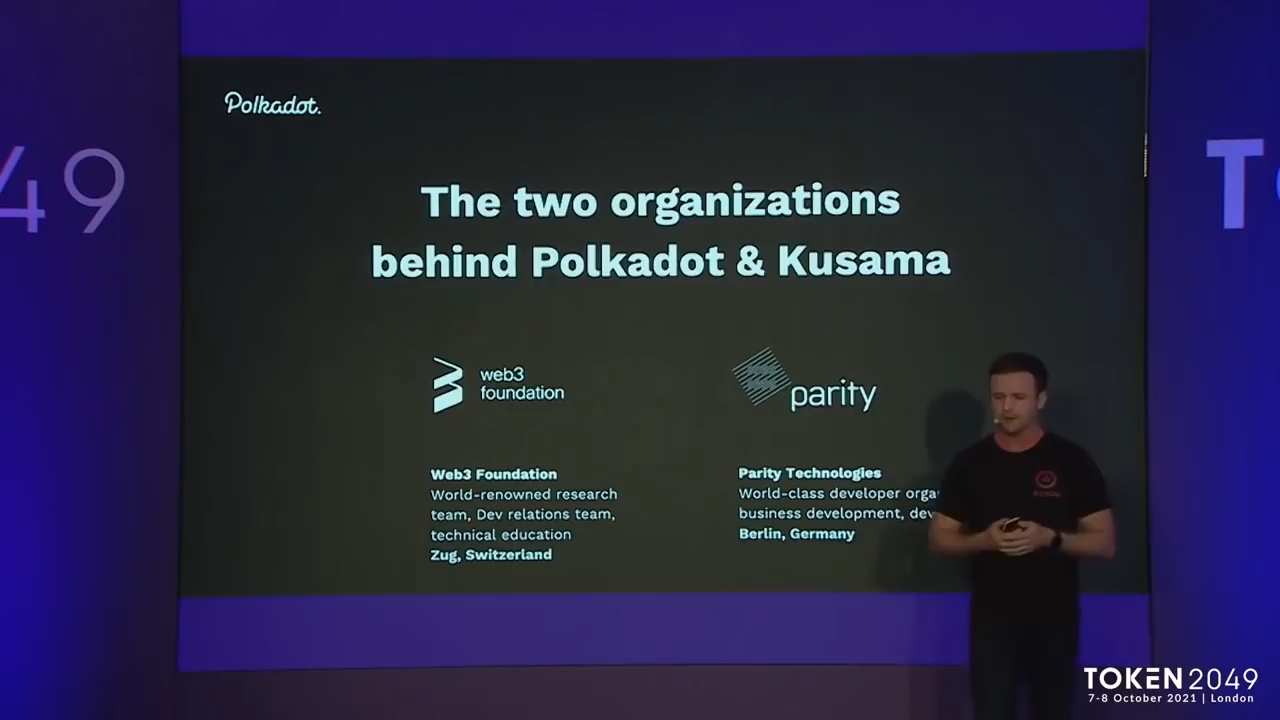 Polkadot.
The two organizations
behind Polkadot & Kusama
web3
foundation
parity
Web3 Foundation
World-renowned research
team, Dev relations team,
technical education
Zug, Switzerland
Parity Technologies
World-class developer
business development,
Berlin, Germany
49
T
TOKEN2049
7-8 October 2021 | London